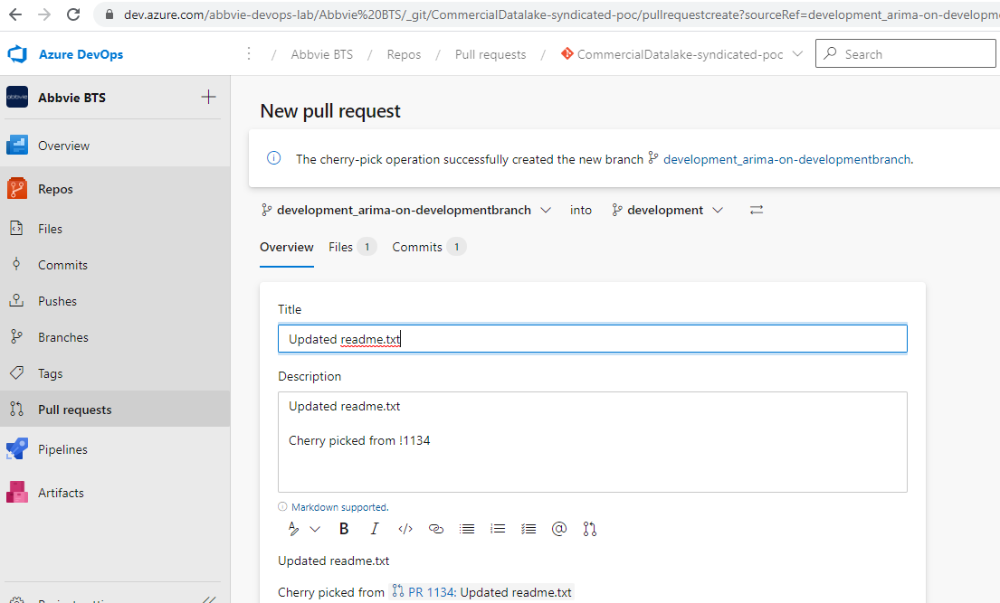 dev.azure.com/abbvie-devops-lab/Abbvie%20BTS/_git/CommercialDatalake-syndicated-poc/pullrequestcreate?sourceRef=development_arima-on-developm
Azure DevOps
/ Abbvie BTS / Repos / Pull requests / CommercialDatalake-syndicated-poc
Search
abbvie
Abbvie BTS
Overview
Repos
Files
Commits
Pushes
Branches
Tags
Pull requests
Pipelines
Artifacts
New pull request
The cherry-pick operation successfully created the new branch development_arima-on-developmentbranch.
development_arima-on-developmentbranch into development
Overview Files 1 Commits 1
Title
Updated readme.txt
Description
Updated readme.txt
Cherry picked from !1134
Markdown supported.
Updated readme.txt
Cherry picked from PR 1134: Updated readme.txt